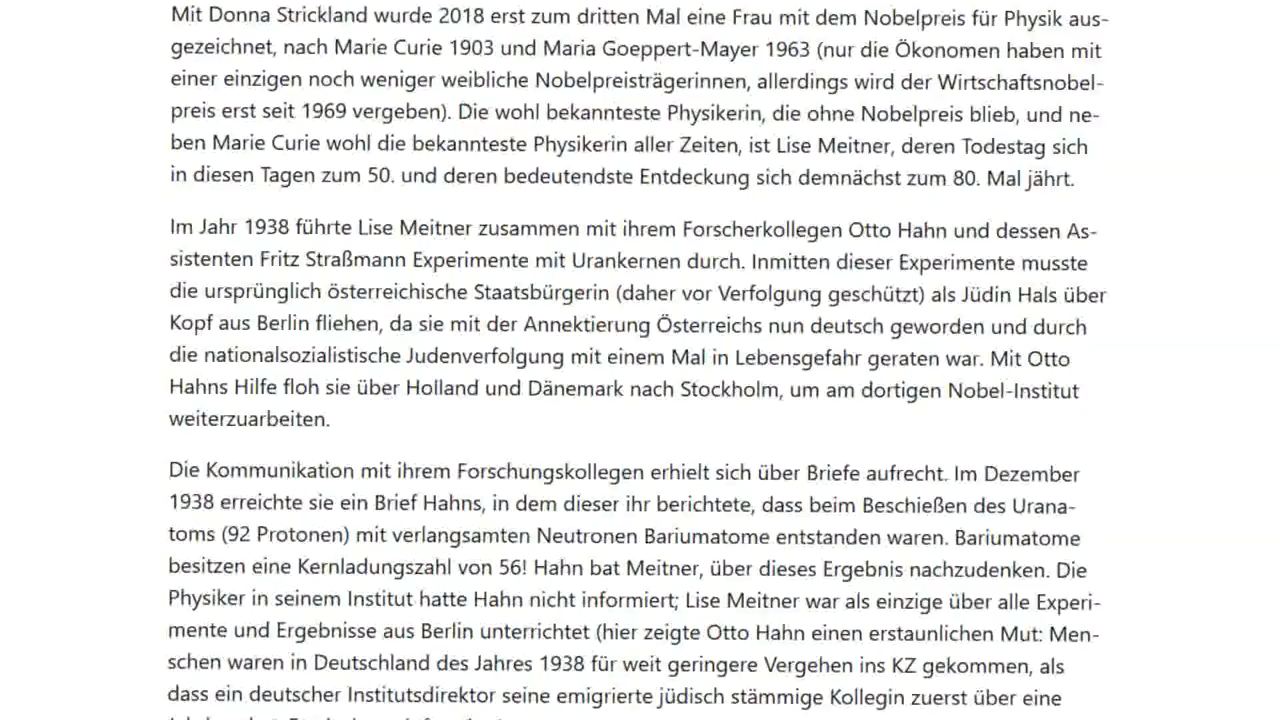 Mit Donna Strickland wurde 2018 erst zum dritten Mal eine Frau mit dem Nobelpreis für Physik aus-
gezeichnet, nach Marie Curie 1903 und Maria Goeppert-Mayer 1963 (nur die Ökonomen haben mit
einer einzigen noch weniger weibliche Nobelpreisträgerinnen, allerdings wird der Wirtschaftsnobel-
preis erst seit 1969 vergeben). Die wohl bekannteste Physikerin, die ohne Nobelpreis blieb, und ne-
ben Marie Curie wohl die bekannteste Physikerin aller Zeiten, ist Lise Meitner, deren Todestag sich
in diesen Tagen zum 50. und deren bedeutendste Entdeckung sich demnächst zum 80. Mal jährt.
Im Jahr 1938 führte Lise Meitner zusammen mit ihrem Forscherkollegen Otto Hahn und dessen As-
sistenten Fritz Straßmann Experimente mit Urankernen durch. Inmitten dieser Experimente musste
die ursprünglich österreichische Staatsbürgerin (daher vor Verfolgung geschützt) als Jüdin Hals über
Kopf aus Berlin fliehen, da sie mit der Annektierung Österreichs nun deutsch geworden und durch
die nationalsozialistische Judenverfolgung mit einem Mal in Lebensgefahr geraten war. Mit Otto
Hahns Hilfe floh sie über Holland und Dänemark nach Stockholm, um am dortigen Nobel-Institut
weiterzuarbeiten.
Die Kommunikation mit ihrem Forschungskollegen erhielt sich über Briefe aufrecht. Im Dezember
1938 erreichte sie ein Brief Hahns, in dem dieser ihr berichtete, dass beim Beschießen des Urana-
toms (92 Protonen) mit verlangsamten Neutronen Bariumatome entstanden waren. Bariumatome
besitzen eine Kernladungszahl von 56! Hahn bat Meitner, über dieses Ergebnis nachzudenken. Die
Physiker in seinem Institut hatte Hahn nicht informiert; Lise Meitner war als einzige über alle Experi-
mente und Ergebnisse aus Berlin unterrichtet (hier zeigte Otto Hahn einen erstaunlichen Mut: Men-
schen waren in Deutschland des Jahres 1938 für weit geringere Vergehen ins KZ gekommen, als
dass ein deutscher Institutsdirektor seine emigrierte jüdisch stämmige Kollegin zuerst über eine